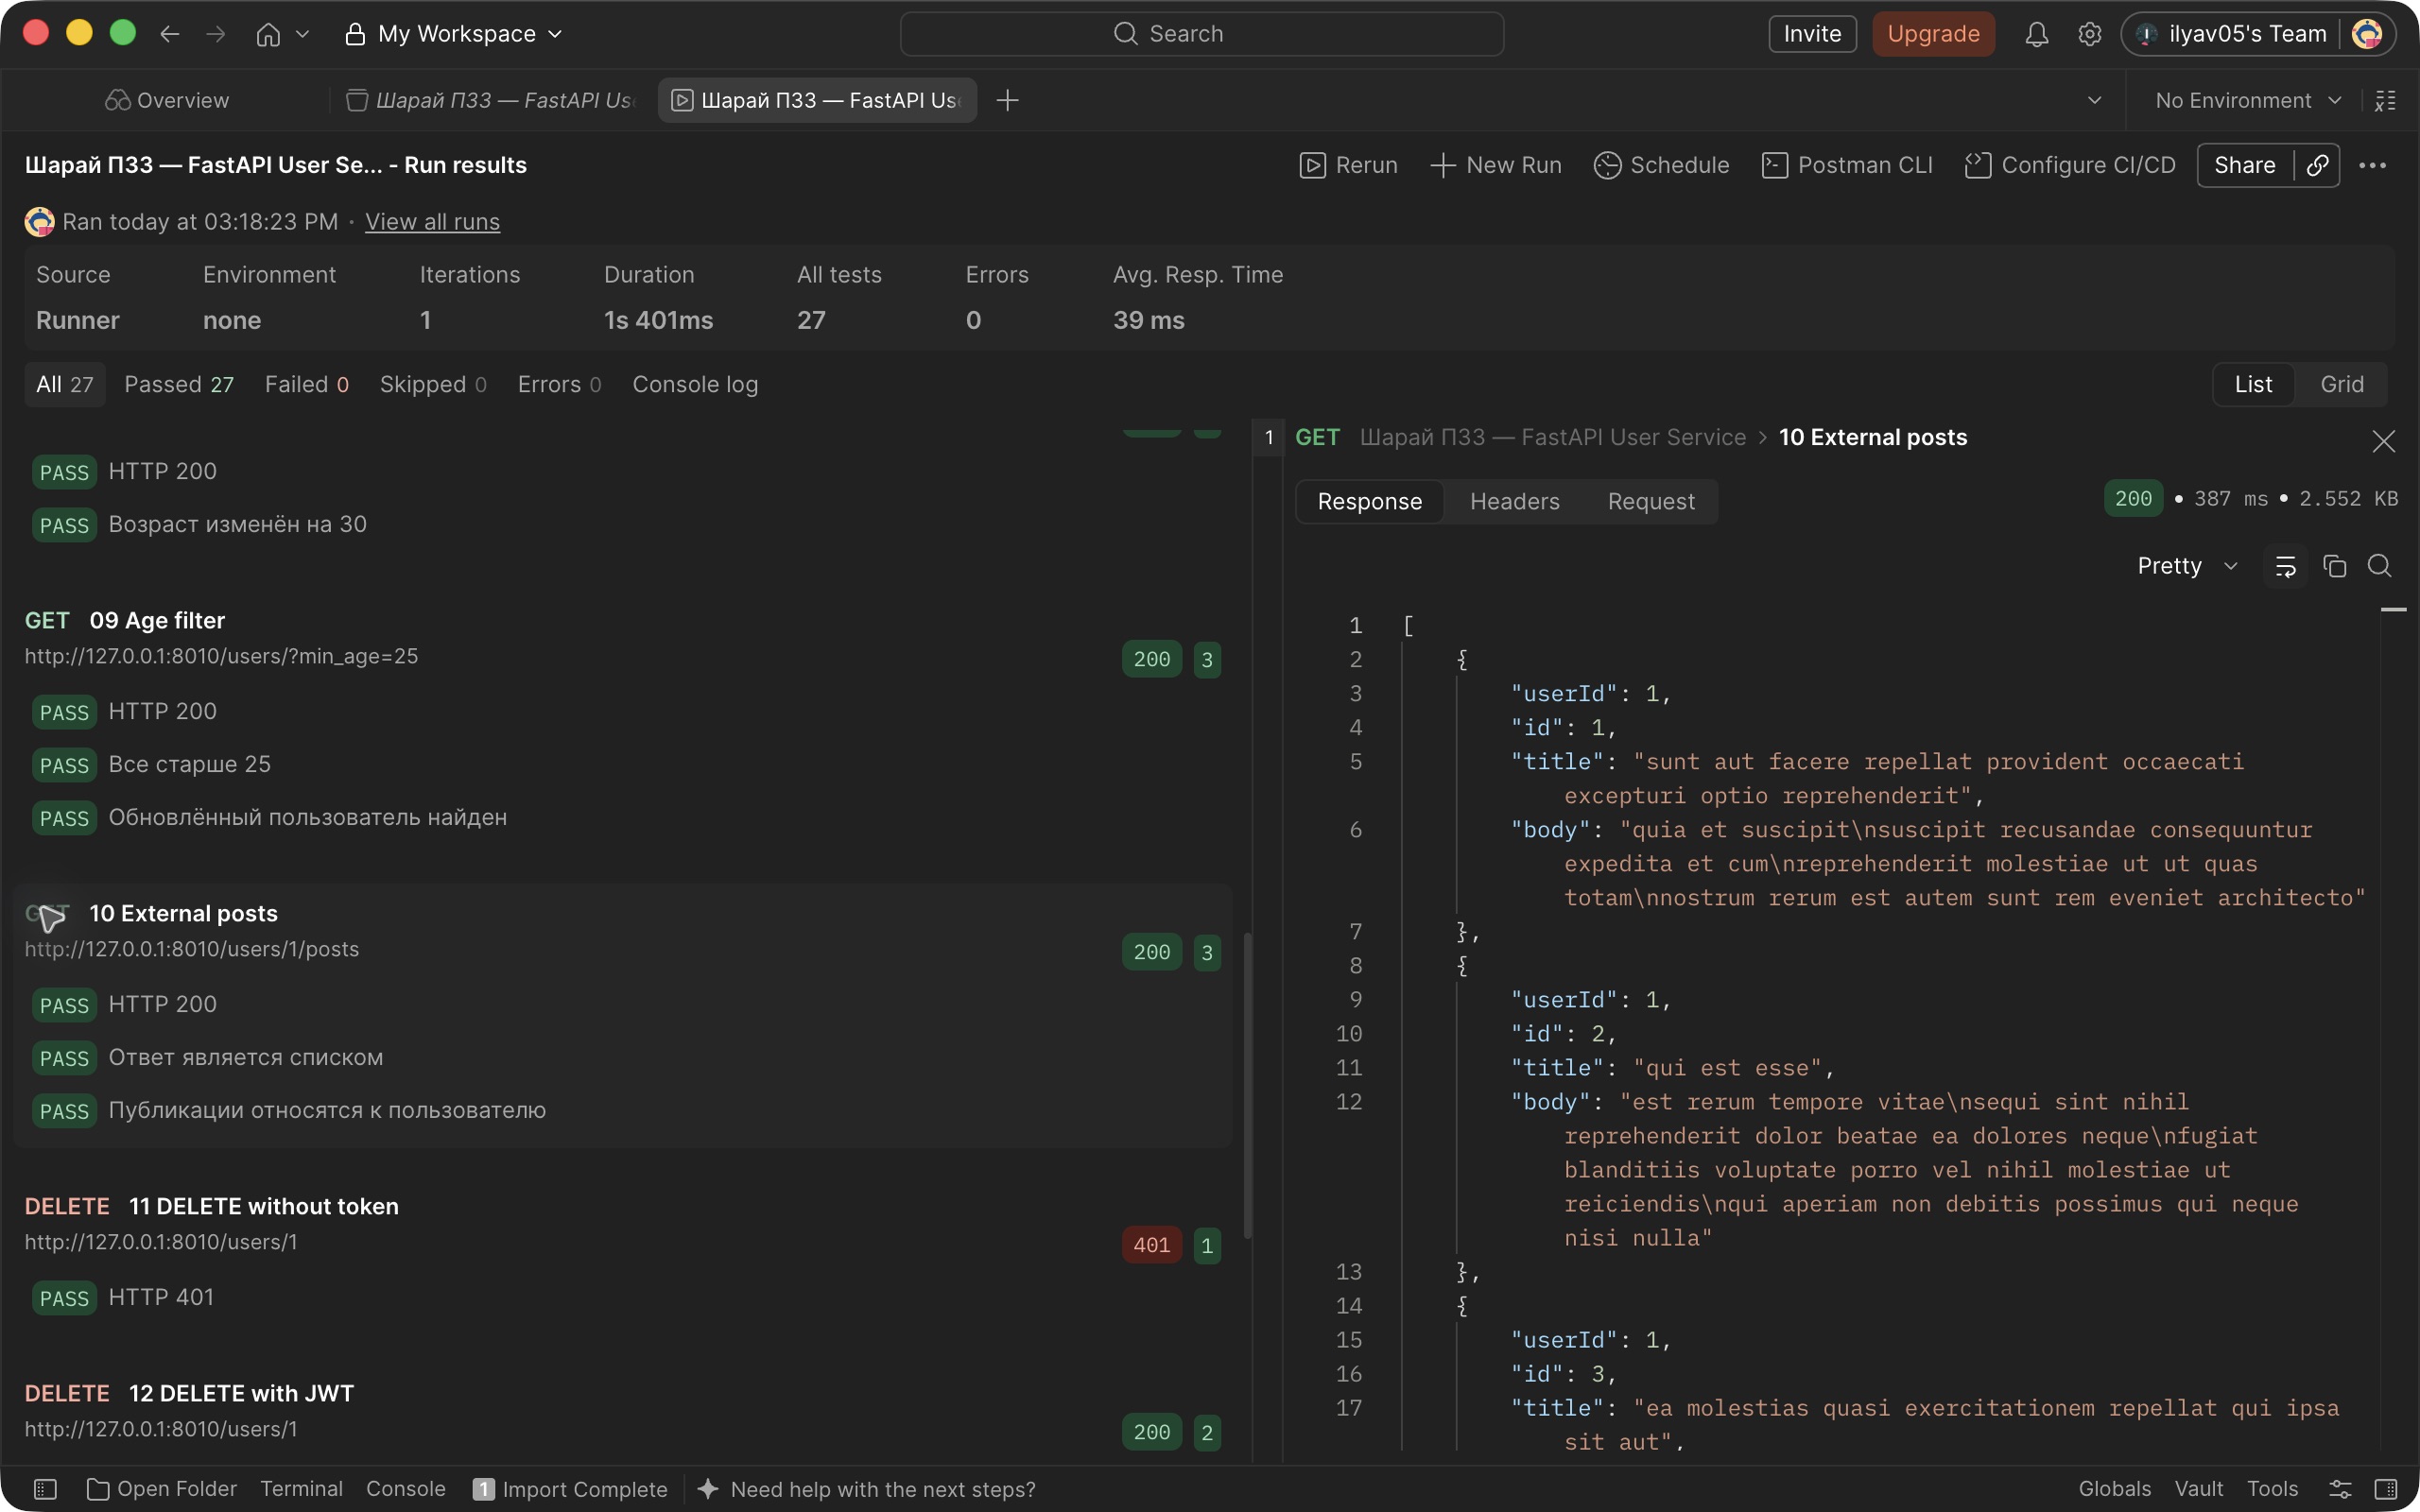 My Workspace
Search
Invite
Upgrade
ilyav05's Team
Overview
Шарай ПЗ3 — FastAPI Us
Шарай ПЗ3 — FastAPI Us
No Environment
Шарай ПЗ3 — FastAPI User Se... - Run results
Rerun
New Run
Schedule
Postman CLI
Configure CI/CD
Share
Ran today at 03:18:23 PM · View all runs
Source Environment Iterations Duration All tests Errors Avg. Resp. Time
Runner none 1 1s 401ms 27 0 39 ms
All 27 Passed 27 Failed 0 Skipped 0 Errors 0 Console log
List Grid
PASS HTTP 200
PASS Возраст изменён на 30
GET 09 Age filter
http://127.0.0.1:8010/users/?min_age=25
200 3
PASS HTTP 200
PASS Все старше 25
PASS Обновлённый пользователь найден
GET 10 External posts
http://127.0.0.1:8010/users/1/posts
200 3
PASS HTTP 200
PASS Ответ является списком
PASS Публикации относятся к пользователю
DELETE 11 DELETE without token
http://127.0.0.1:8010/users/1
401 1
PASS HTTP 401
DELETE 12 DELETE with JWT
http://127.0.0.1:8010/users/1
200 2
1
GET Шарай ПЗ3 — FastAPI User Service > 10 External posts
Response Headers Request
200 • 387 ms • 2.552 KB
Pretty
1 [
2 {
3 "userId": 1,
4 "id": 1,
5 "title": "sunt aut facere repellat provident occaecati
excepturi optio reprehenderit",
6 "body": "quia et suscipit\nsuscipit recusandae consequuntur
expedita et cum\nreprehenderit molestiae ut ut quas
totam\nnostrum rerum est autem sunt rem eveniet architecto"
7 },
8 {
9 "userId": 1,
10 "id": 2,
11 "title": "qui est esse",
12 "body": "est rerum tempore vitae\nsequi sint nihil
reprehenderit dolor beatae ea dolores neque\nfugiat
blanditiis voluptate porro vel nihil molestiae ut
reiciendis\nqui aperiam non debitis possimus qui neque
nisi nulla"
13 },
14 {
15 "userId": 1,
16 "id": 3,
17 "title": "ea molestias quasi exercitationem repellat qui ipsa
sit aut",
Open Folder
Terminal
Console
1 Import Complete
Need help with the next steps?
Globals
Vault
Tools